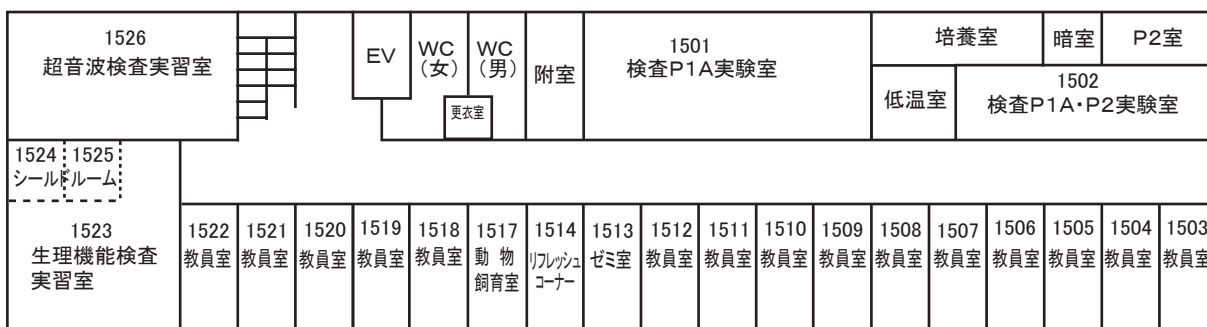 1526
超音波検査実習室
EV
WC
(女)
WC
(男)
更衣室
附室
1501
検査P1A実験室
培養室
暗室
P2室
低温室
1502
検査P1A・P2実験室
1524
1525
シールドルーム
1523
生理機能検査
実習室
1522
教員室
1521
教員室
1520
教員室
1519
教員室
1518
教員室
1517
動物
飼育室
1514
リフレッシュ
コーナー
1513
ゼミ室
1512
教員室
1511
教員室
1510
教員室
1509
教員室
1508
教員室
1507
教員室
1506
教員室
1505
教員室
1504
教員室
1503
教員室